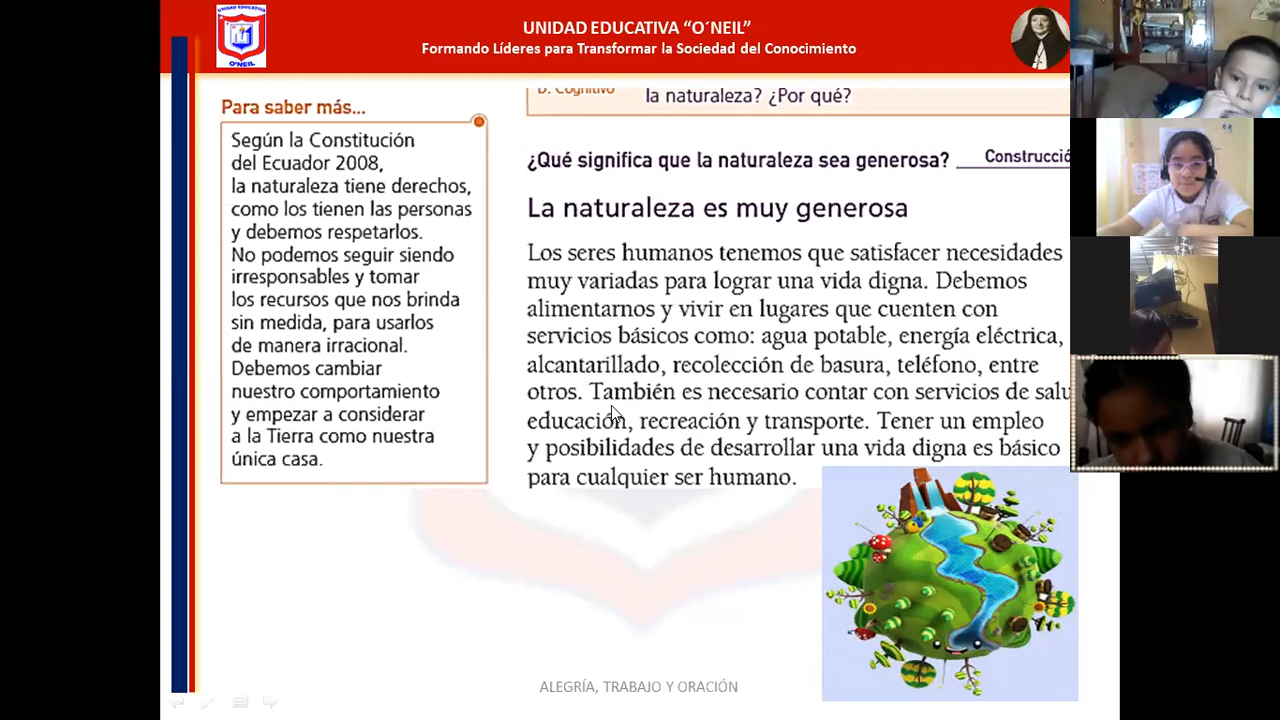 UNIDAD EDUCATIVA
O'NEIL
UNIDAD EDUCATIVA “O´NEIL”
Formando Líderes para Transformar la Sociedad del Conocimiento
Para saber más...
Según la Constitución
del Ecuador 2008,
la naturaleza tiene derechos,
como los tienen las personas
y debemos respetarlos.
No podemos seguir siendo
irresponsables y tomar
los recursos que nos brinda
sin medida, para usarlos
de manera irracional.
Debemos cambiar
nuestro comportamiento
y empezar a considerar
a la Tierra como nuestra
única casa.
D. Cognitivo
la naturaleza? ¿Por qué?
¿Qué significa que la naturaleza sea generosa? Construcció
La naturaleza es muy generosa
Los seres humanos tenemos que satisfacer necesidades
muy variadas para lograr una vida digna. Debemos
alimentarnos y vivir en lugares que cuenten con
servicios básicos como: agua potable, energía eléctrica,
alcantarillado, recolección de basura, teléfono, entre
otros. También es necesario contar con servicios de salu
educación, recreación y transporte. Tener un empleo
y posibilidades de desarrollar una vida digna es básico
para cualquier ser humano.
ALEGRÍA, TRABAJO Y ORACIÓN